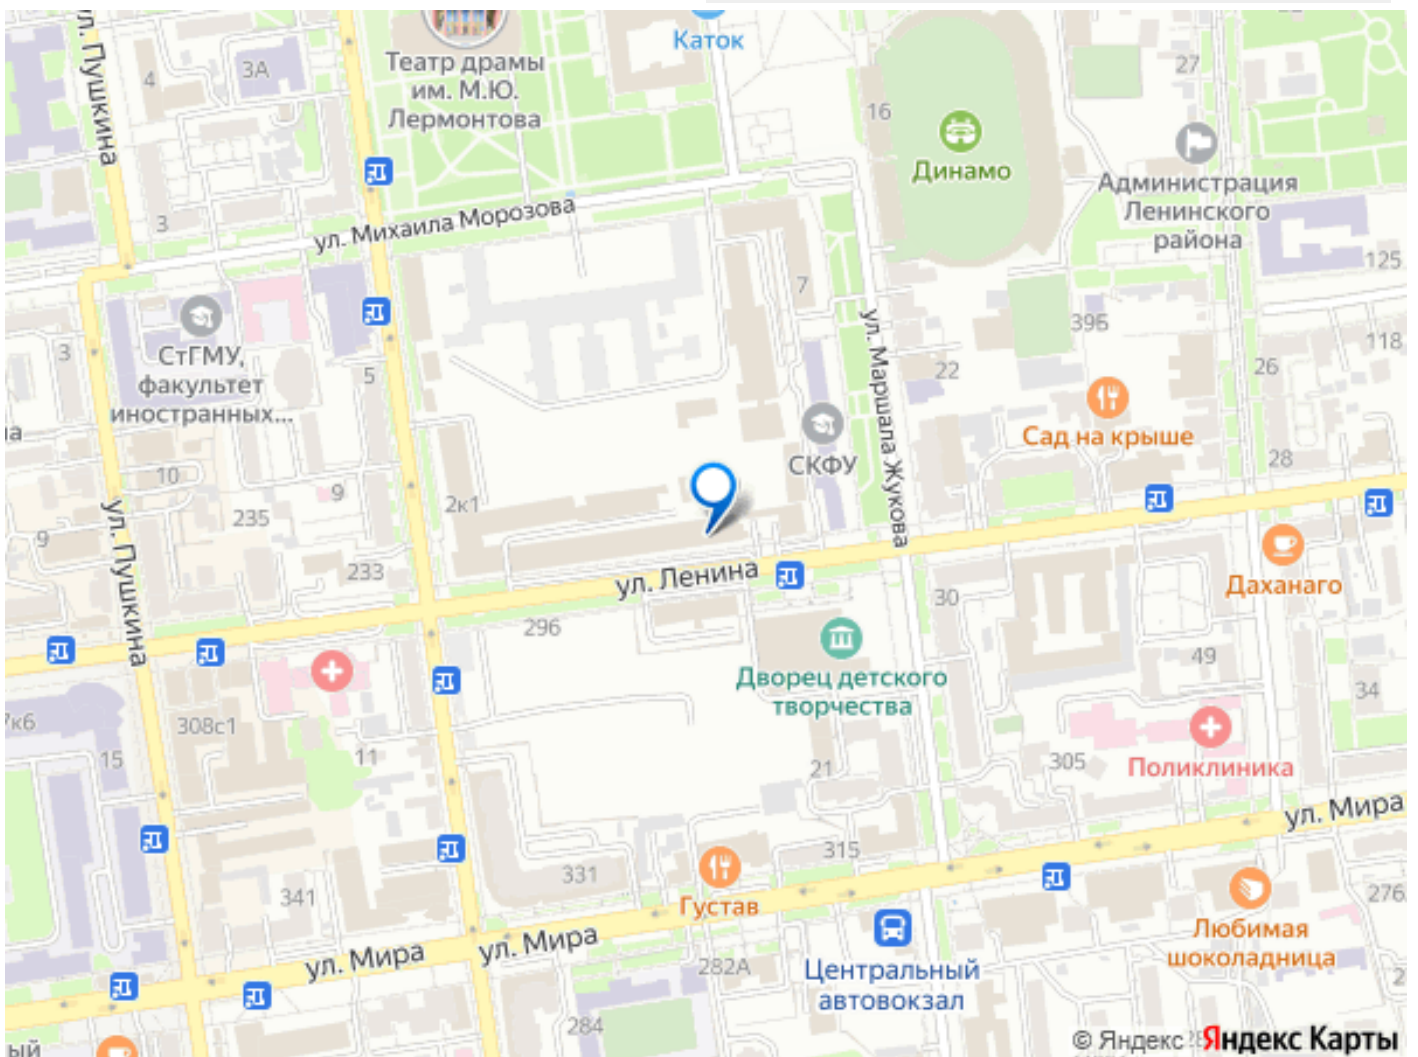 Каток
ул. Пушкина
4
3А
Театр драмы
им. М.Ю.
Лермонтова
16
27
Динамо
Администрация
Ленинского
района
3
ул. Михаила Морозова
125
7
СтГМУ,
факультет
иностранных...
3
5
39Б
118
ул. Маршала Жукова
22
26
Сад на крыше
СКФУ
28
10
9
2к1
235
9
ул. Пушкина
233
ул. Ленина
Даханаго
296
30
49
Дворец детского
творчества
34
7к6
308с1
15
11
21
305
Поликлиника
ул. Мира
315
331
341
Густав
276
Любимая
шоколадница
ул. Мира
ул. Мира
282А
Центральный
автовокзал
284
© Яндекс
Яндекс Карты
ый